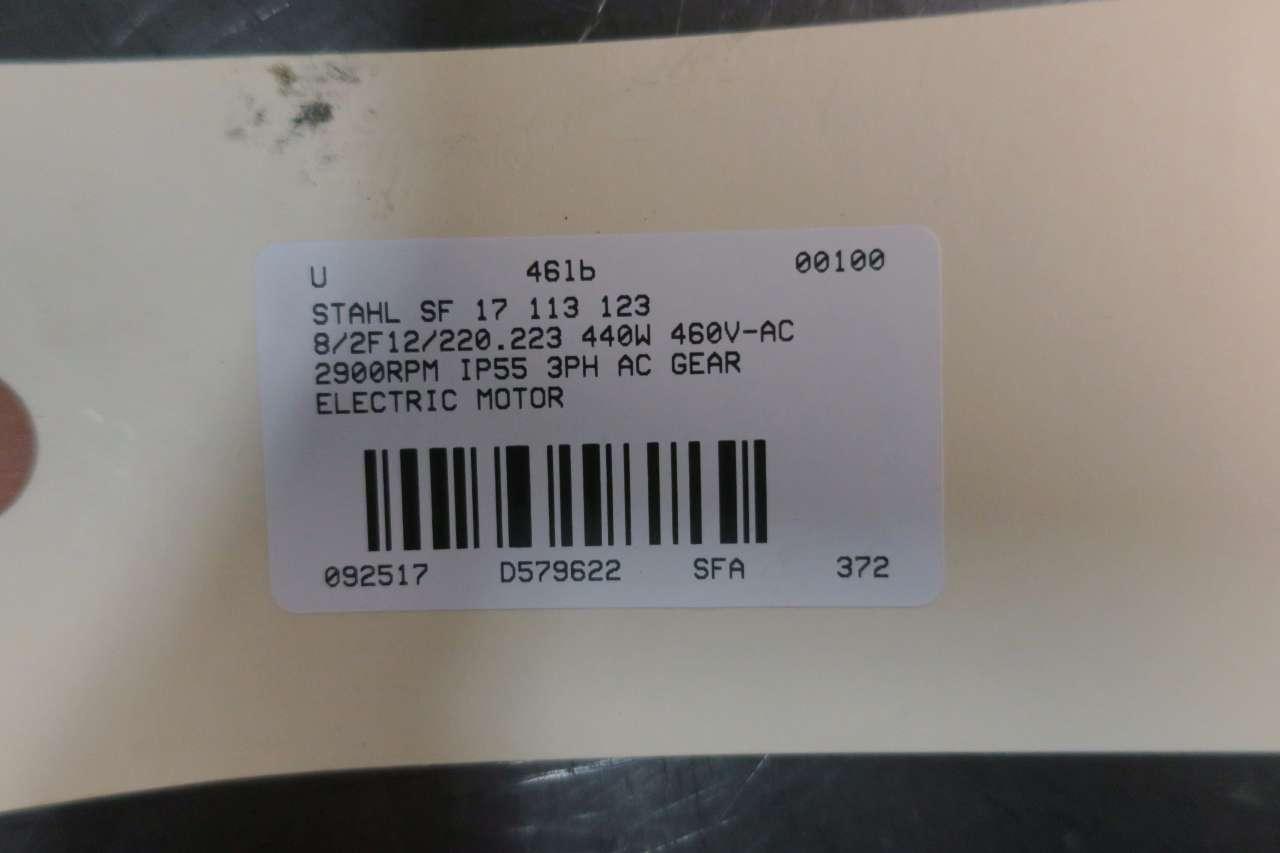 U 46lb 00100
STAHL SF 17 113 123
8/2F12/220.223 440W 460V-AC
2900RPM IP55 3PH AC GEAR
ELECTRIC MOTOR
092517 D579622 SFA 372